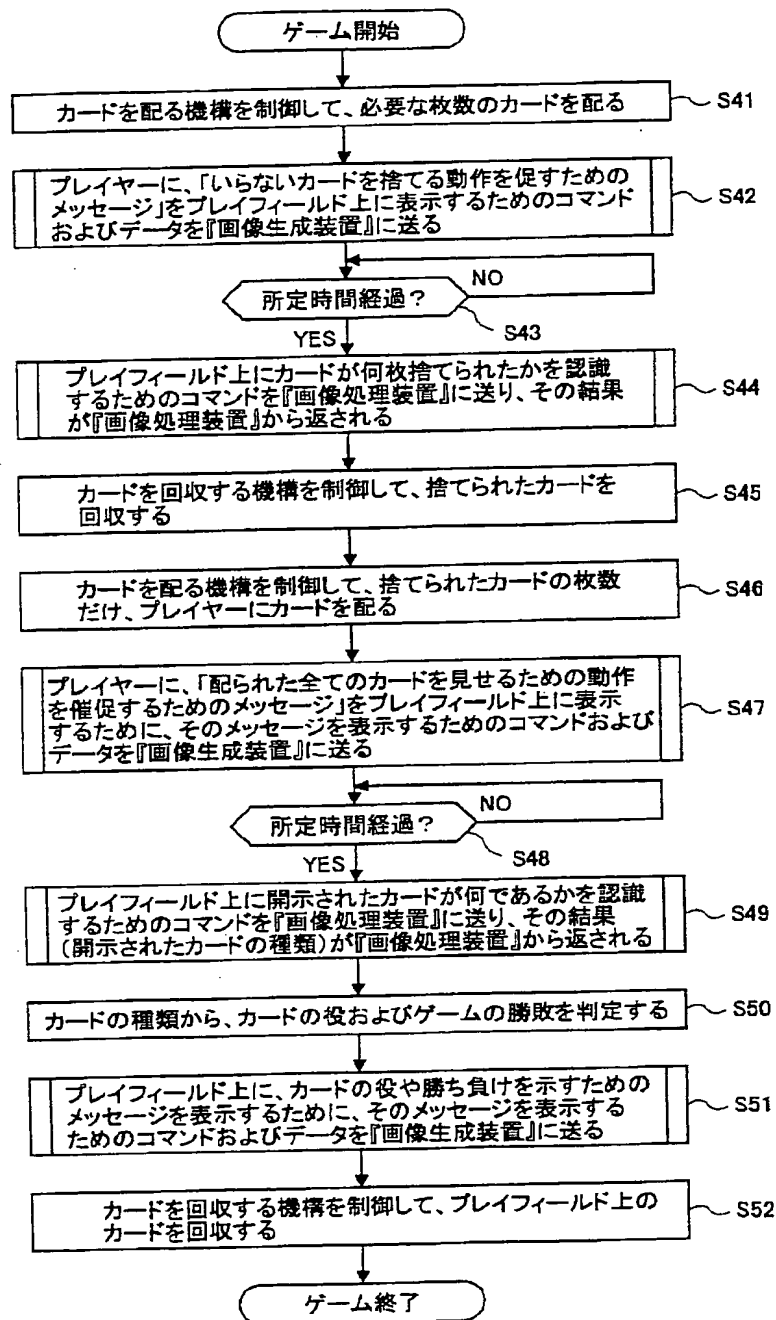 ゲーム開始
カードを配る機構を制御して、必要な枚数のカードを配る
S41
プレイヤーに、「いらないカードを捨てる動作を促すための
メッセージ」をプレイフィールド上に表示するためのコマンド
およびデータを『画像生成装置』に送る
S42
所定時間経過?
NO
S43
YES
プレイフィールド上にカードが何枚捨てられたかを認識
するためのコマンドを『画像処理装置』に送り、その結果
が『画像処理装置』から返される
S44
カードを回収する機構を制御して、捨てられたカードを
回収する
S45
カードを配る機構を制御して、捨てられたカードの枚数
だけ、プレイヤーにカードを配る
S46
プレイヤーに、「配られた全てのカードを見せるための動作
を催促するためのメッセージ」をプレイフィールド上に表示
するために、そのメッセージを表示するためのコマンドおよび
データを『画像生成装置』に送る
S47
所定時間経過?
NO
S48
YES
プレイフィールド上に開示されたカードが何であるかを認識
するためのコマンドを『画像処理装置』に送り、その結果
(開示されたカードの種類)が『画像処理装置』から返される
S49
カードの種類から、カードの役およびゲームの勝敗を判定する
S50
プレイフィールド上に、カードの役や勝ち負けを示すための
メッセージを表示するために、そのメッセージを表示する
ためのコマンドおよびデータを『画像生成装置』に送る
S51
カードを回収する機構を制御して、プレイフィールド上の
カードを回収する
S52
ゲーム終了